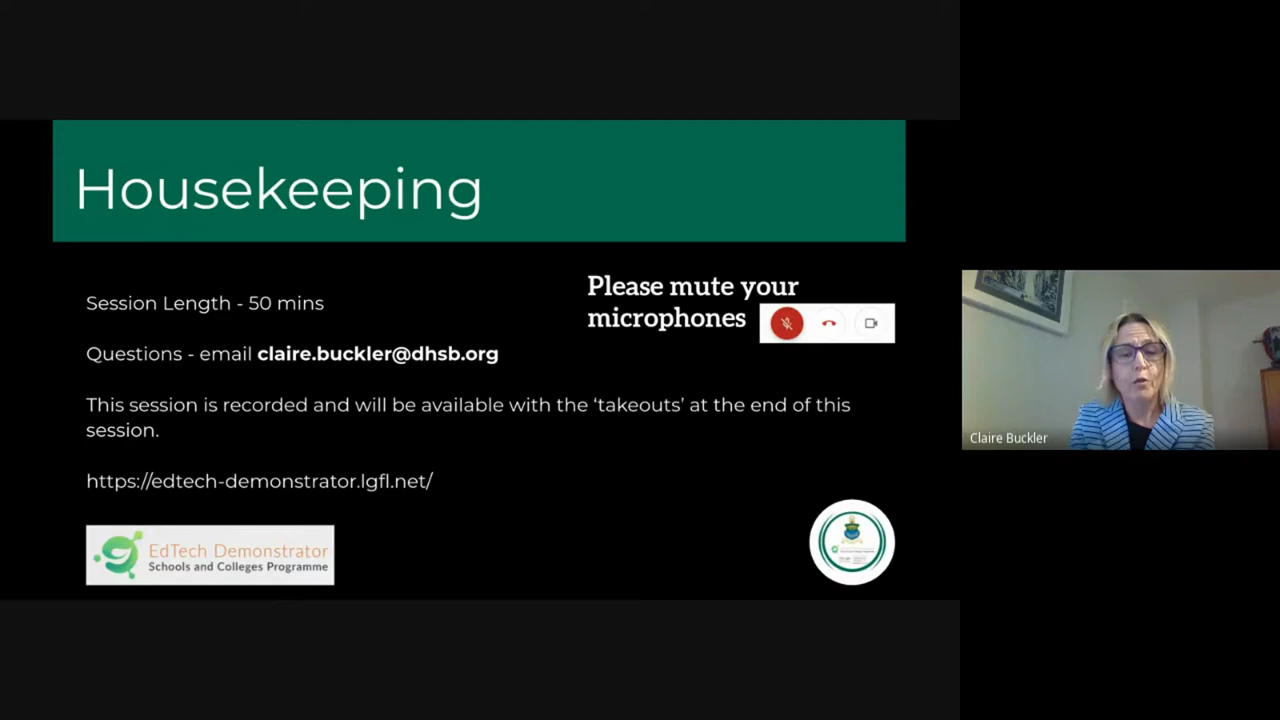 Housekeeping
Session Length - 50 mins
Please mute your
microphones
Questions - email claire.buckler@dhsb.org
This session is recorded and will be available with the ‘takeouts’ at the end of this
session.
https://edtech-demonstrator.lgfl.net/
EdTech Demonstrator
Schools and Colleges Programme
Claire Buckler